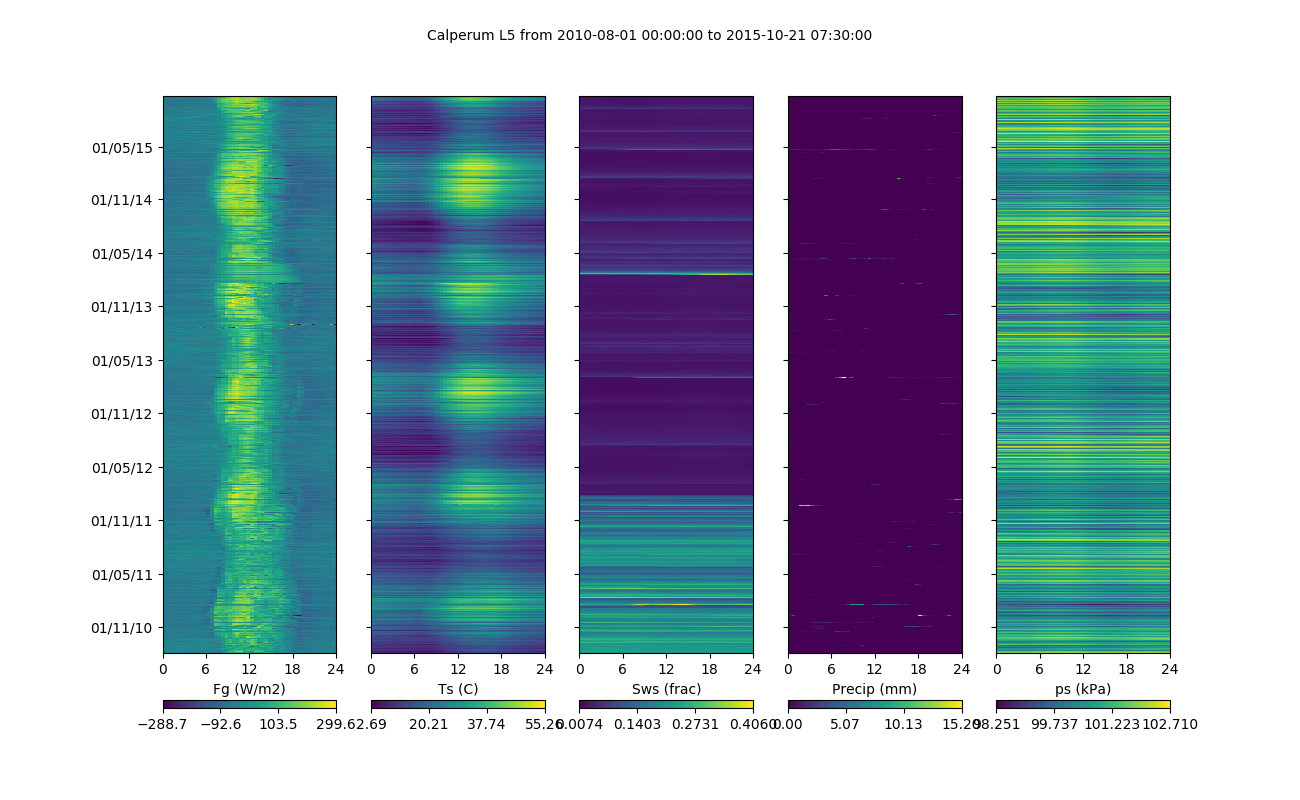 Calperum L5 from 2010-08-01 00:00:00 to 2015-10-21 07:30:00
01/05/15
01/11/14
01/05/14
01/11/13
01/05/13
01/11/12
01/05/12
01/11/11
01/05/11
01/11/10
0 6 12 18 24
Fg (W/m2)
−288.7 −92.6 103.5 299.6
0 6 12 18 24
Ts (C)
2.69 20.21 37.74 55.26
0 6 12 18 24
Sws (frac)
0.0074 0.1403 0.2731 0.4060
0 6 12 18 24
Precip (mm)
0.00 5.07 10.13 15.20
0 6 12 18 24
ps (kPa)
98.251 99.737 101.223 102.710